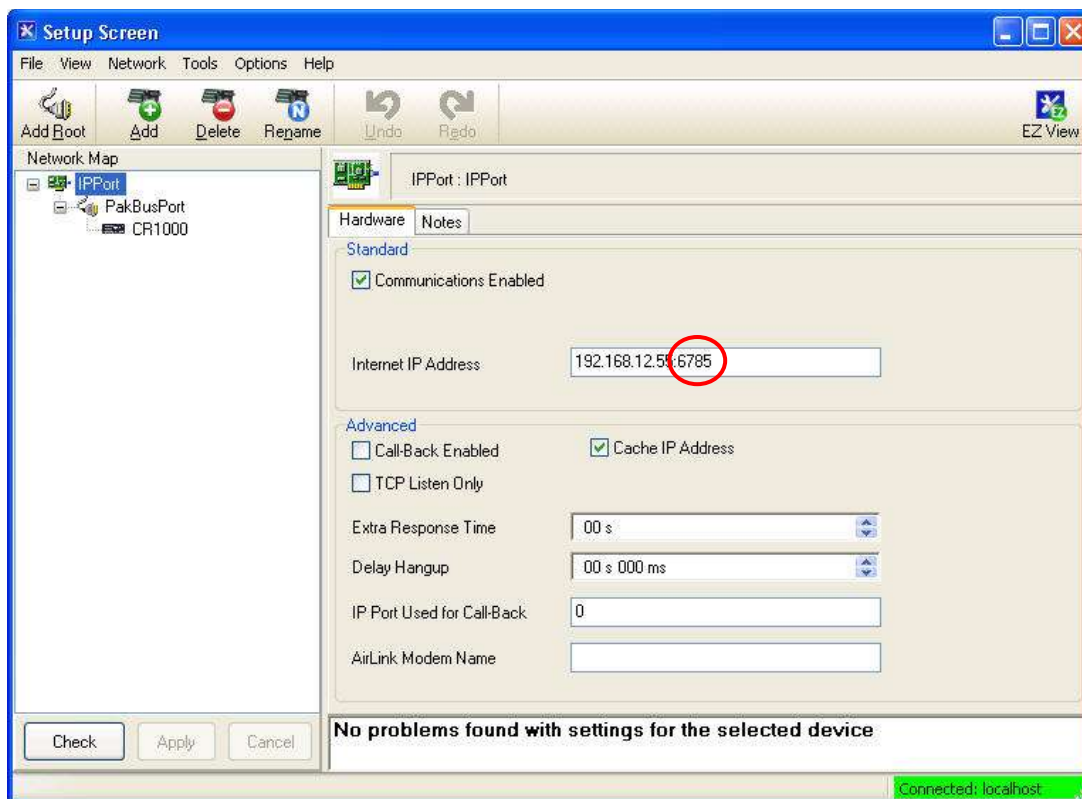 Setup Screen
File View Network Tools Options Help
Add Root Add Delete Rename Undo Redo EZ View
Network Map
IPPort
PakBusPort
CR1000
IPPort : IPPort
Hardware Notes
Standard
Communications Enabled
Internet IP Address 192.168.12.55:6785
Advanced
Call-Back Enabled Cache IP Address
TCP Listen Only
Extra Response Time 00 s
Delay Hangup 00 s 000 ms
IP Port Used for Call-Back 0
AirLink Modem Name
Check Apply Cancel
No problems found with settings for the selected device
Connected: localhost